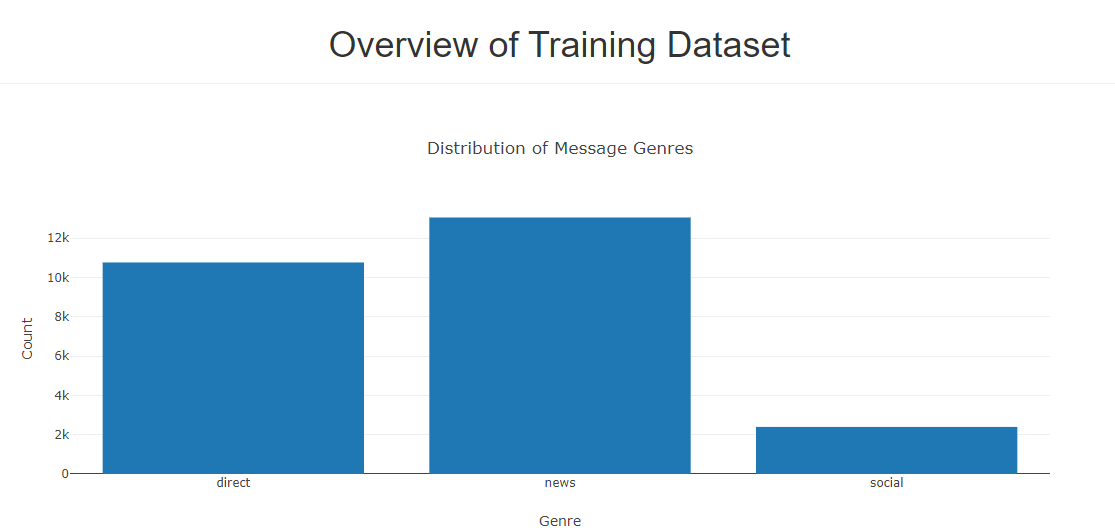 Overview of Training Dataset
Distribution of Message Genres
12k
10k
8k
6k
4k
2k
0
Count
direct
news
social
Genre